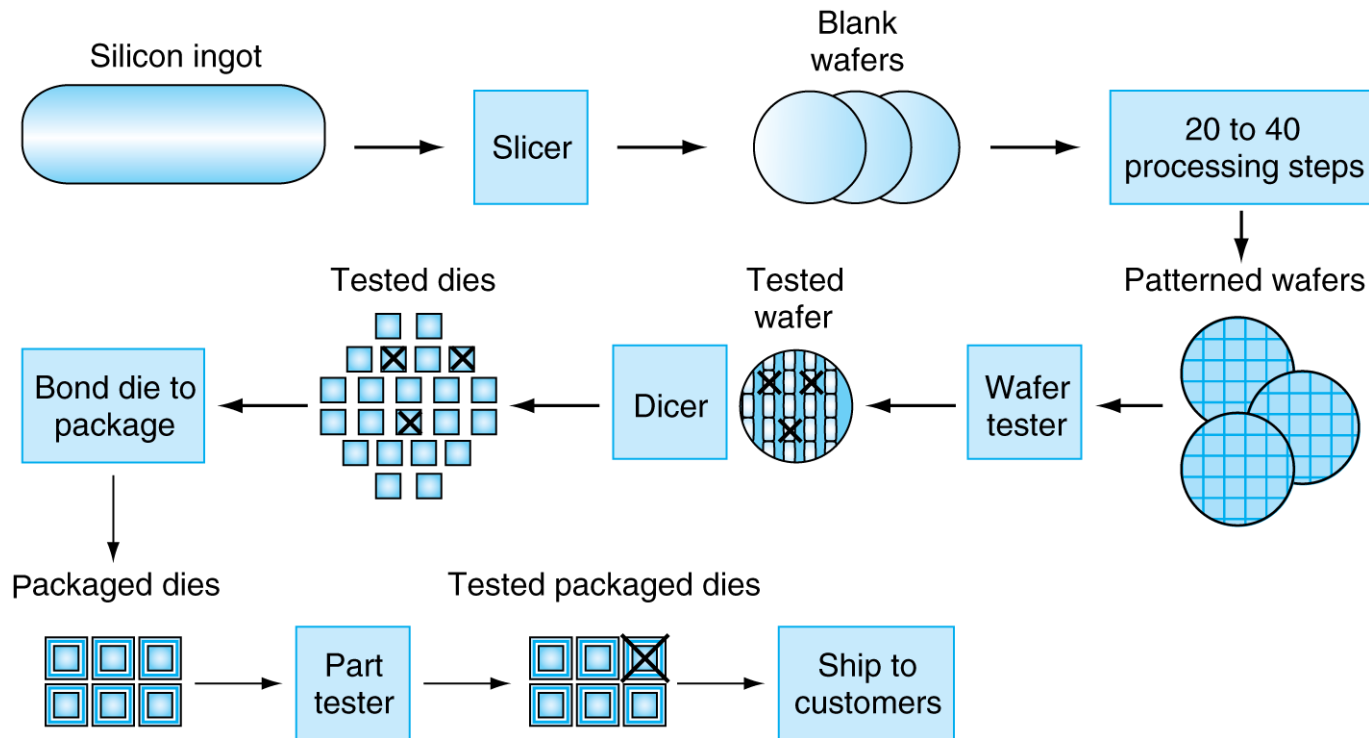 Silicon ingot
Slicer
Blank
wafers
20 to 40
processing steps
Tested dies
Tested
wafer
Patterned wafers
Bond die to
package
Dicer
Wafer
tester
Packaged dies
Tested packaged dies
Part
tester
Ship to
customers